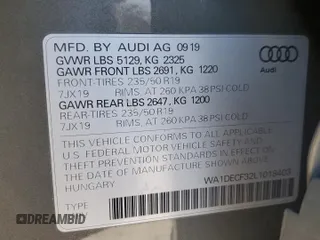 MFD. BY AUDI AG 09 19
GVWR LBS 5129, KG 2325
GAWR FRONT LBS 2691, KG 1220
FRONT-TIRES 235/50 R19
7JX19 RIMS, AT 260 KPA 38 PSI COLD
GAWR REAR LBS 2647, KG 1200
REAR-TIRES 235/50 R19
7JX19 RIMS, AT 260 KPA 38 PSI COLD
THIS VEHICLE CONFORMS TO ALL APPLICABLE
U.S. FEDERAL MOTOR VEHICLE SAFETY AND
THEFT PREVENTION STANDARDS IN EFFECT ON
THE DATE OF MANUFACTURE SHOWN ABOVE.
HUNGARY
TYPE
Audi
DREAMBID